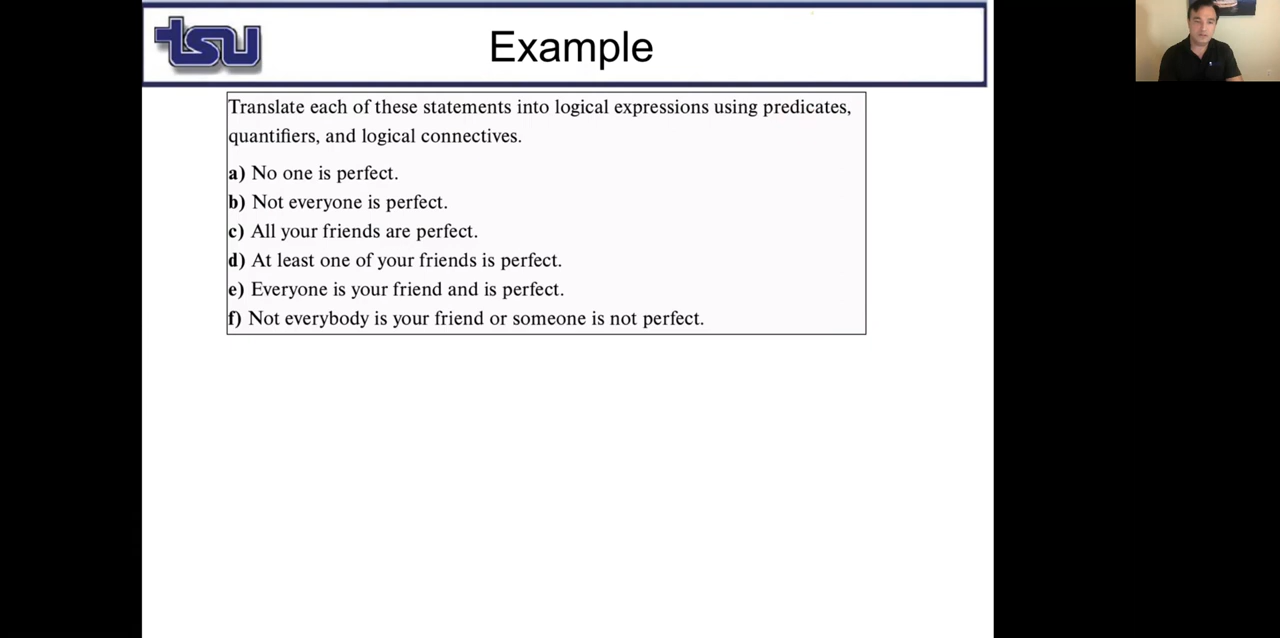 tsu
Example
Translate each of these statements into logical expressions using predicates,
quantifiers, and logical connectives.
a) No one is perfect.
b) Not everyone is perfect.
c) All your friends are perfect.
d) At least one of your friends is perfect.
e) Everyone is your friend and is perfect.
f) Not everybody is your friend or someone is not perfect.